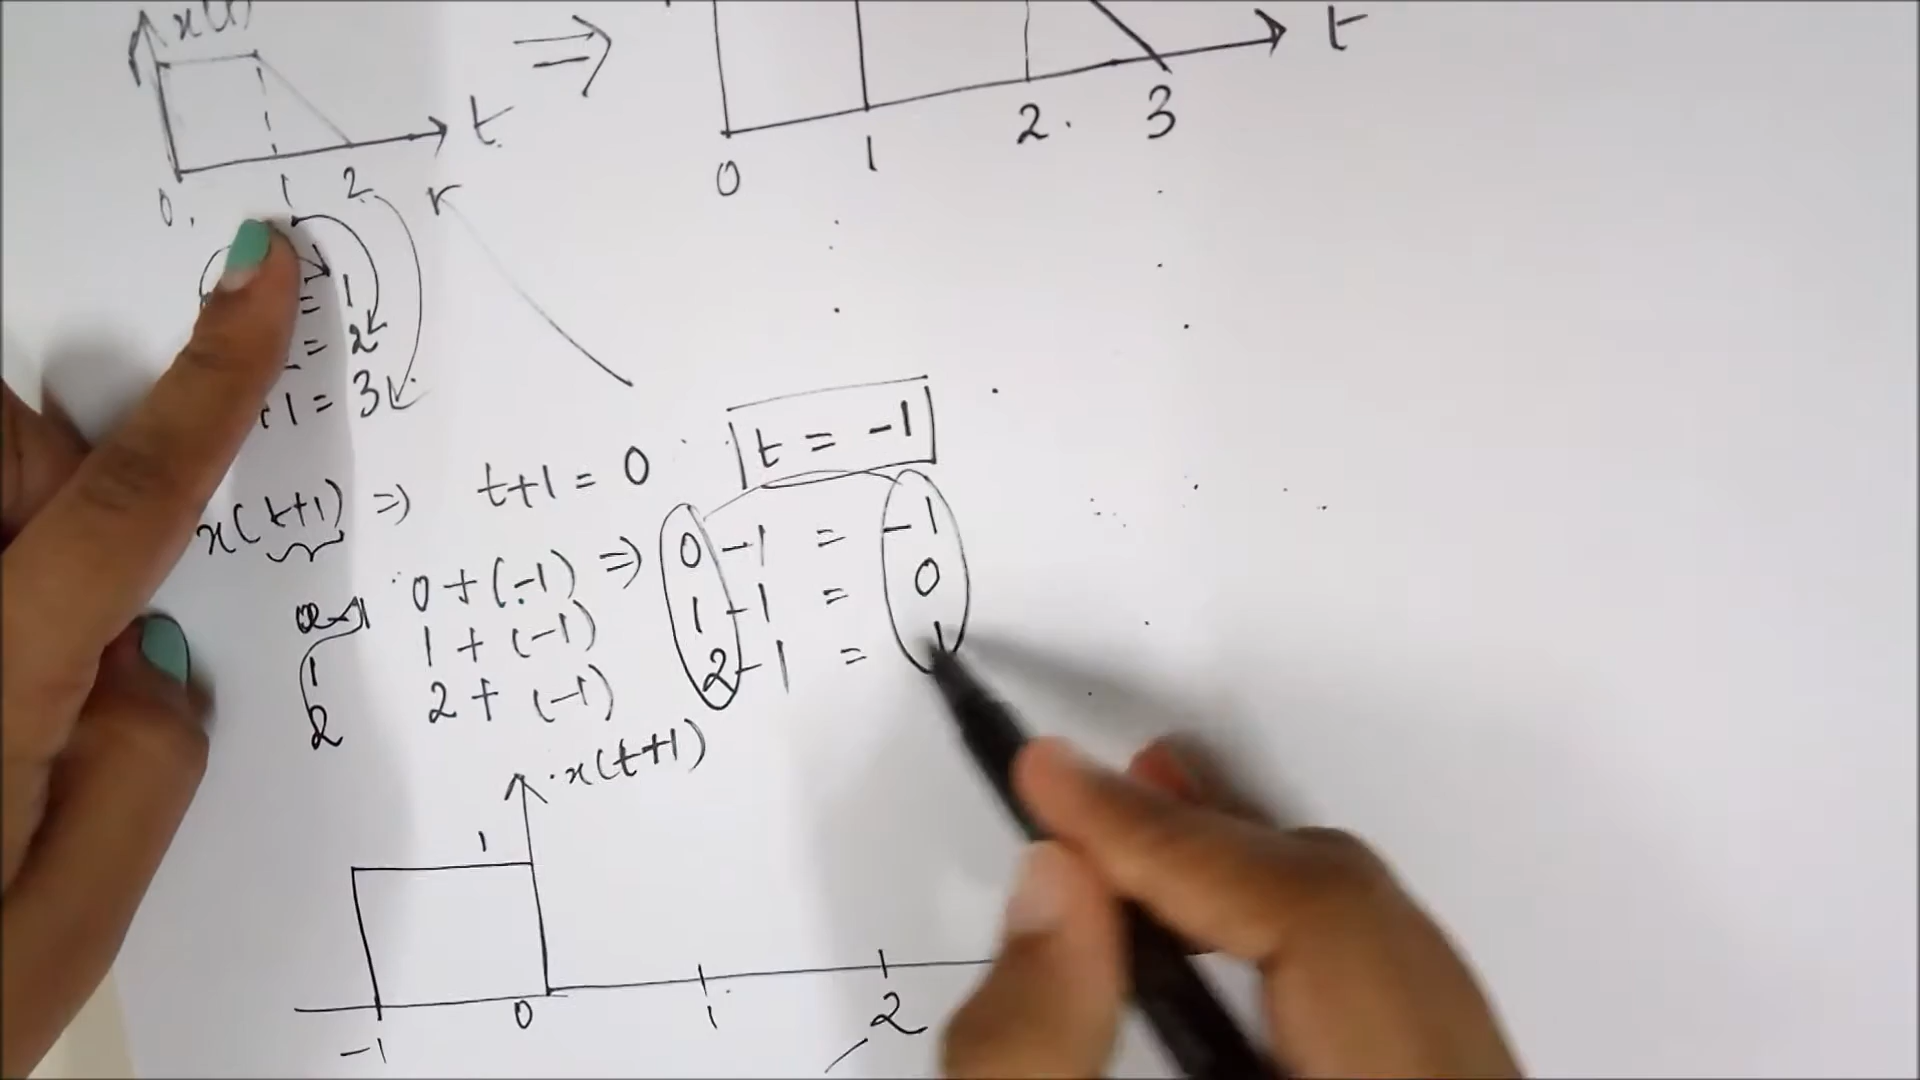 x(t)
t
0 1 2
⇒
t
0 1 2 3
= 1
= 2
+1 = 3
t = -1
x(t+1) ⇒ t+1 = 0
0+(-1) ⇒ 0-1 = -1
1+(-1) 1-1 = 0
2+(-1) 2-1 = 1
1
2
x(t+1)
1
-1 0 1 2